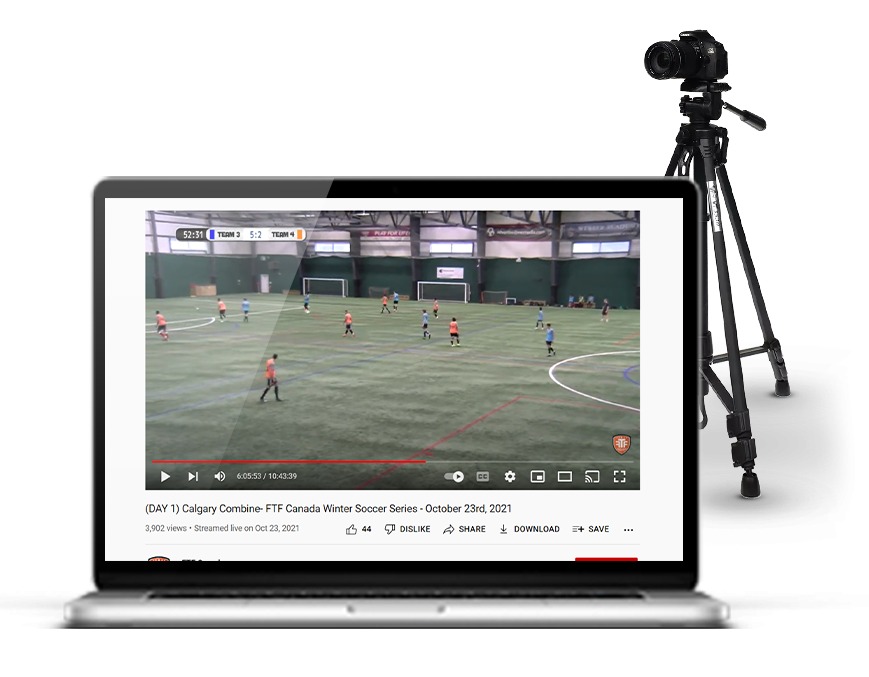 52:31 TEAM 3 5:2 TEAM 4
6:05:53 / 10:43:39
CC
(DAY 1) Calgary Combine- FTF Canada Winter Soccer Series - October 23rd, 2021
3,902 views • Streamed live on Oct 23, 2021
44 DISLIKE SHARE DOWNLOAD SAVE